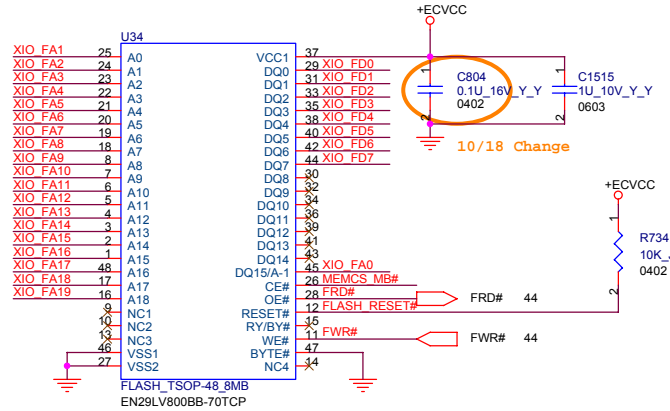 +ECVCC
U34
XIO_FA1 25 A0 VCC1 37
XIO_FA2 24 A1 DQ0 29 XIO_FD0
XIO_FA3 23 A2 DQ1 31 XIO_FD1
XIO_FA4 22 A3 DQ2 33 XIO_FD2
XIO_FA5 21 A4 DQ3 35 XIO_FD3
XIO_FA6 20 A5 DQ4 38 XIO_FD4
XIO_FA7 19 A6 DQ5 40 XIO_FD5
XIO_FA8 18 A7 DQ6 42 XIO_FD6
XIO_FA9 8 A8 DQ7 44 XIO_FD7
XIO_FA10 7 A9 DQ8 30
XIO_FA11 6 A10 DQ9 32
XIO_FA12 5 A11 DQ10 34
XIO_FA13 4 A12 DQ11 36
XIO_FA14 3 A13 DQ12 39
XIO_FA15 2 A14 DQ13 41
XIO_FA16 1 A15 DQ14 43
XIO_FA17 48 A16 DQ15/A-1 45 XIO_FA0
XIO_FA18 17 A17 CE# 26 MEMCS_MB#
XIO_FA19 16 A18 OE# 28 FRD#
9 NC1 RESET# 12 FLASH_RESET#
10 NC2 RY/BY# 15
13 NC3 WE# 11 FWR#
46 VSS1 BYTE# 47
27 VSS2 NC4 14
FLASH_TSOP-48_8MB
EN29LV800BB-70TCP
1
C804
0.1U_16V_Y_Y
0402
2
1
C1515
1U_10V_Y_Y
0603
2
10/18 Change
+ECVCC
1
R734
10K_
0402
2
FRD# 44
FWR# 44